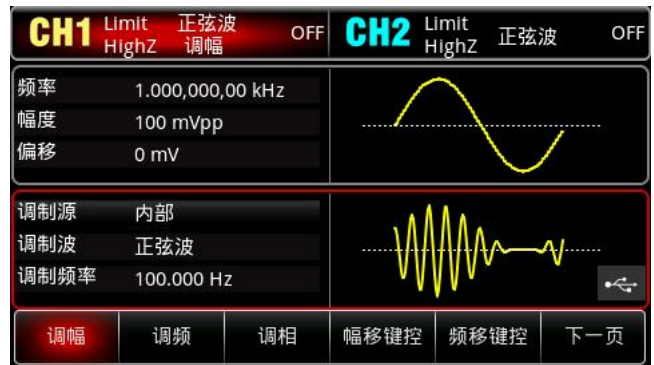 CH1 Limit 正弦波 OFF CH2 Limit 正弦波 OFF
HighZ 调幅 HighZ
频率 1.000,000,00 kHz
幅度 100 mVpp
偏移 0 mV
调制源 内部
调制波 正弦波
调制频率 100.000 Hz
调幅 调频 调相 幅移键控 频移键控 下一页